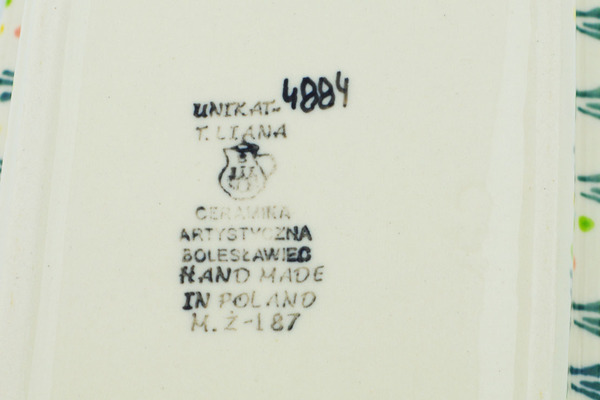 UNIKAT-4884
T. LIANA
CERAMIKA
ARTYSTYCZNA
BOLESŁAWIEC
HAND MADE
IN POLAND
M.Ż-187